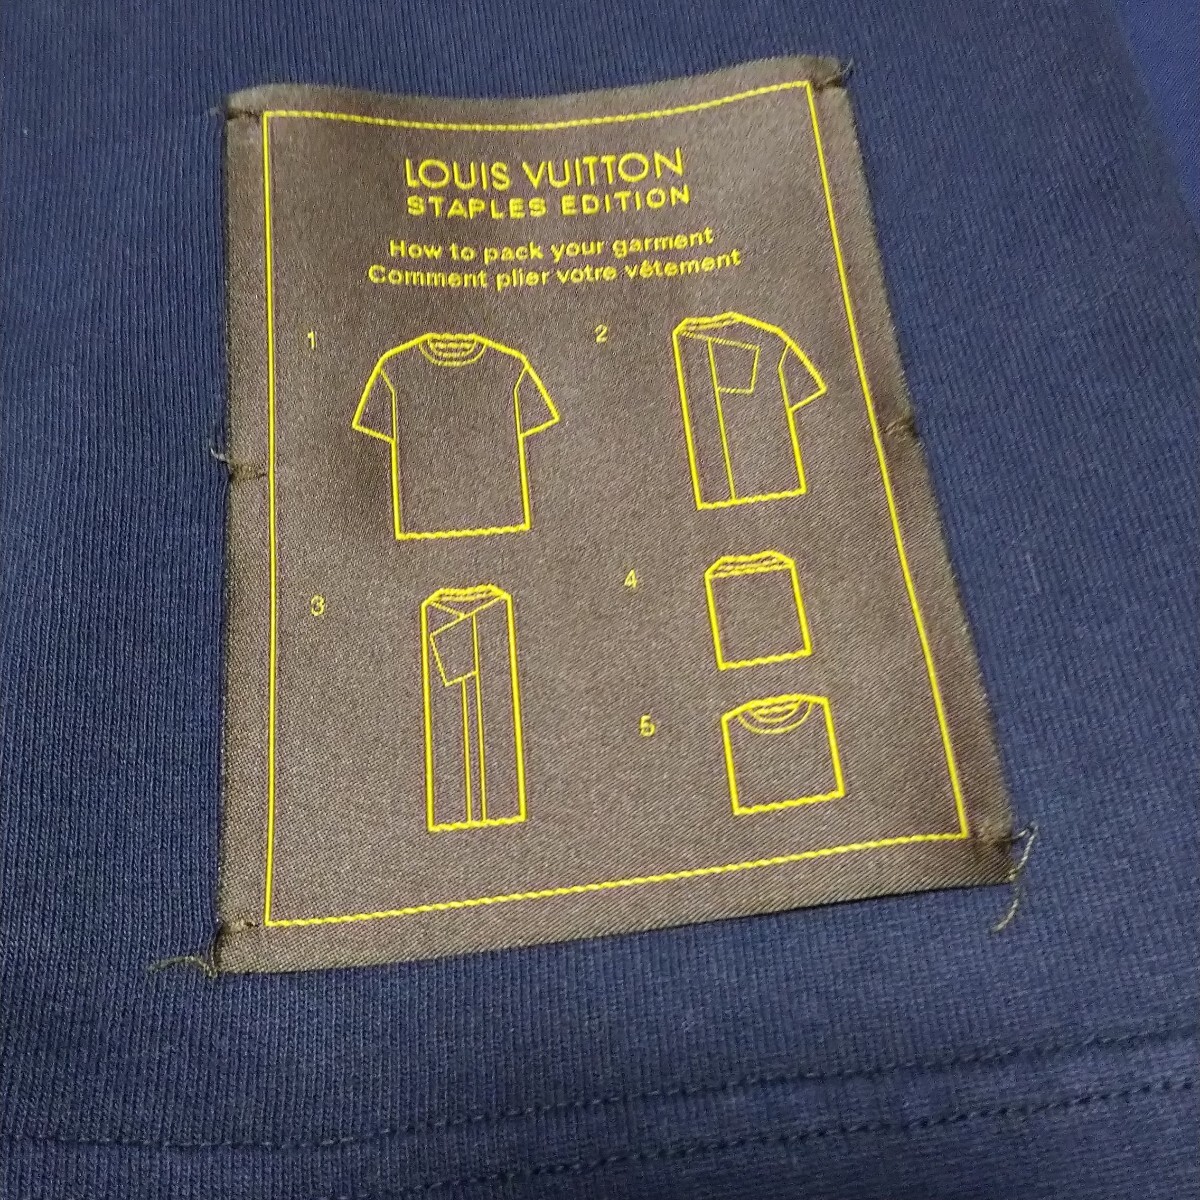 LOUIS VUITTON
STAPLES EDITION
How to pack your garment
Comment plier votre vêtement
1
2
3
4
5